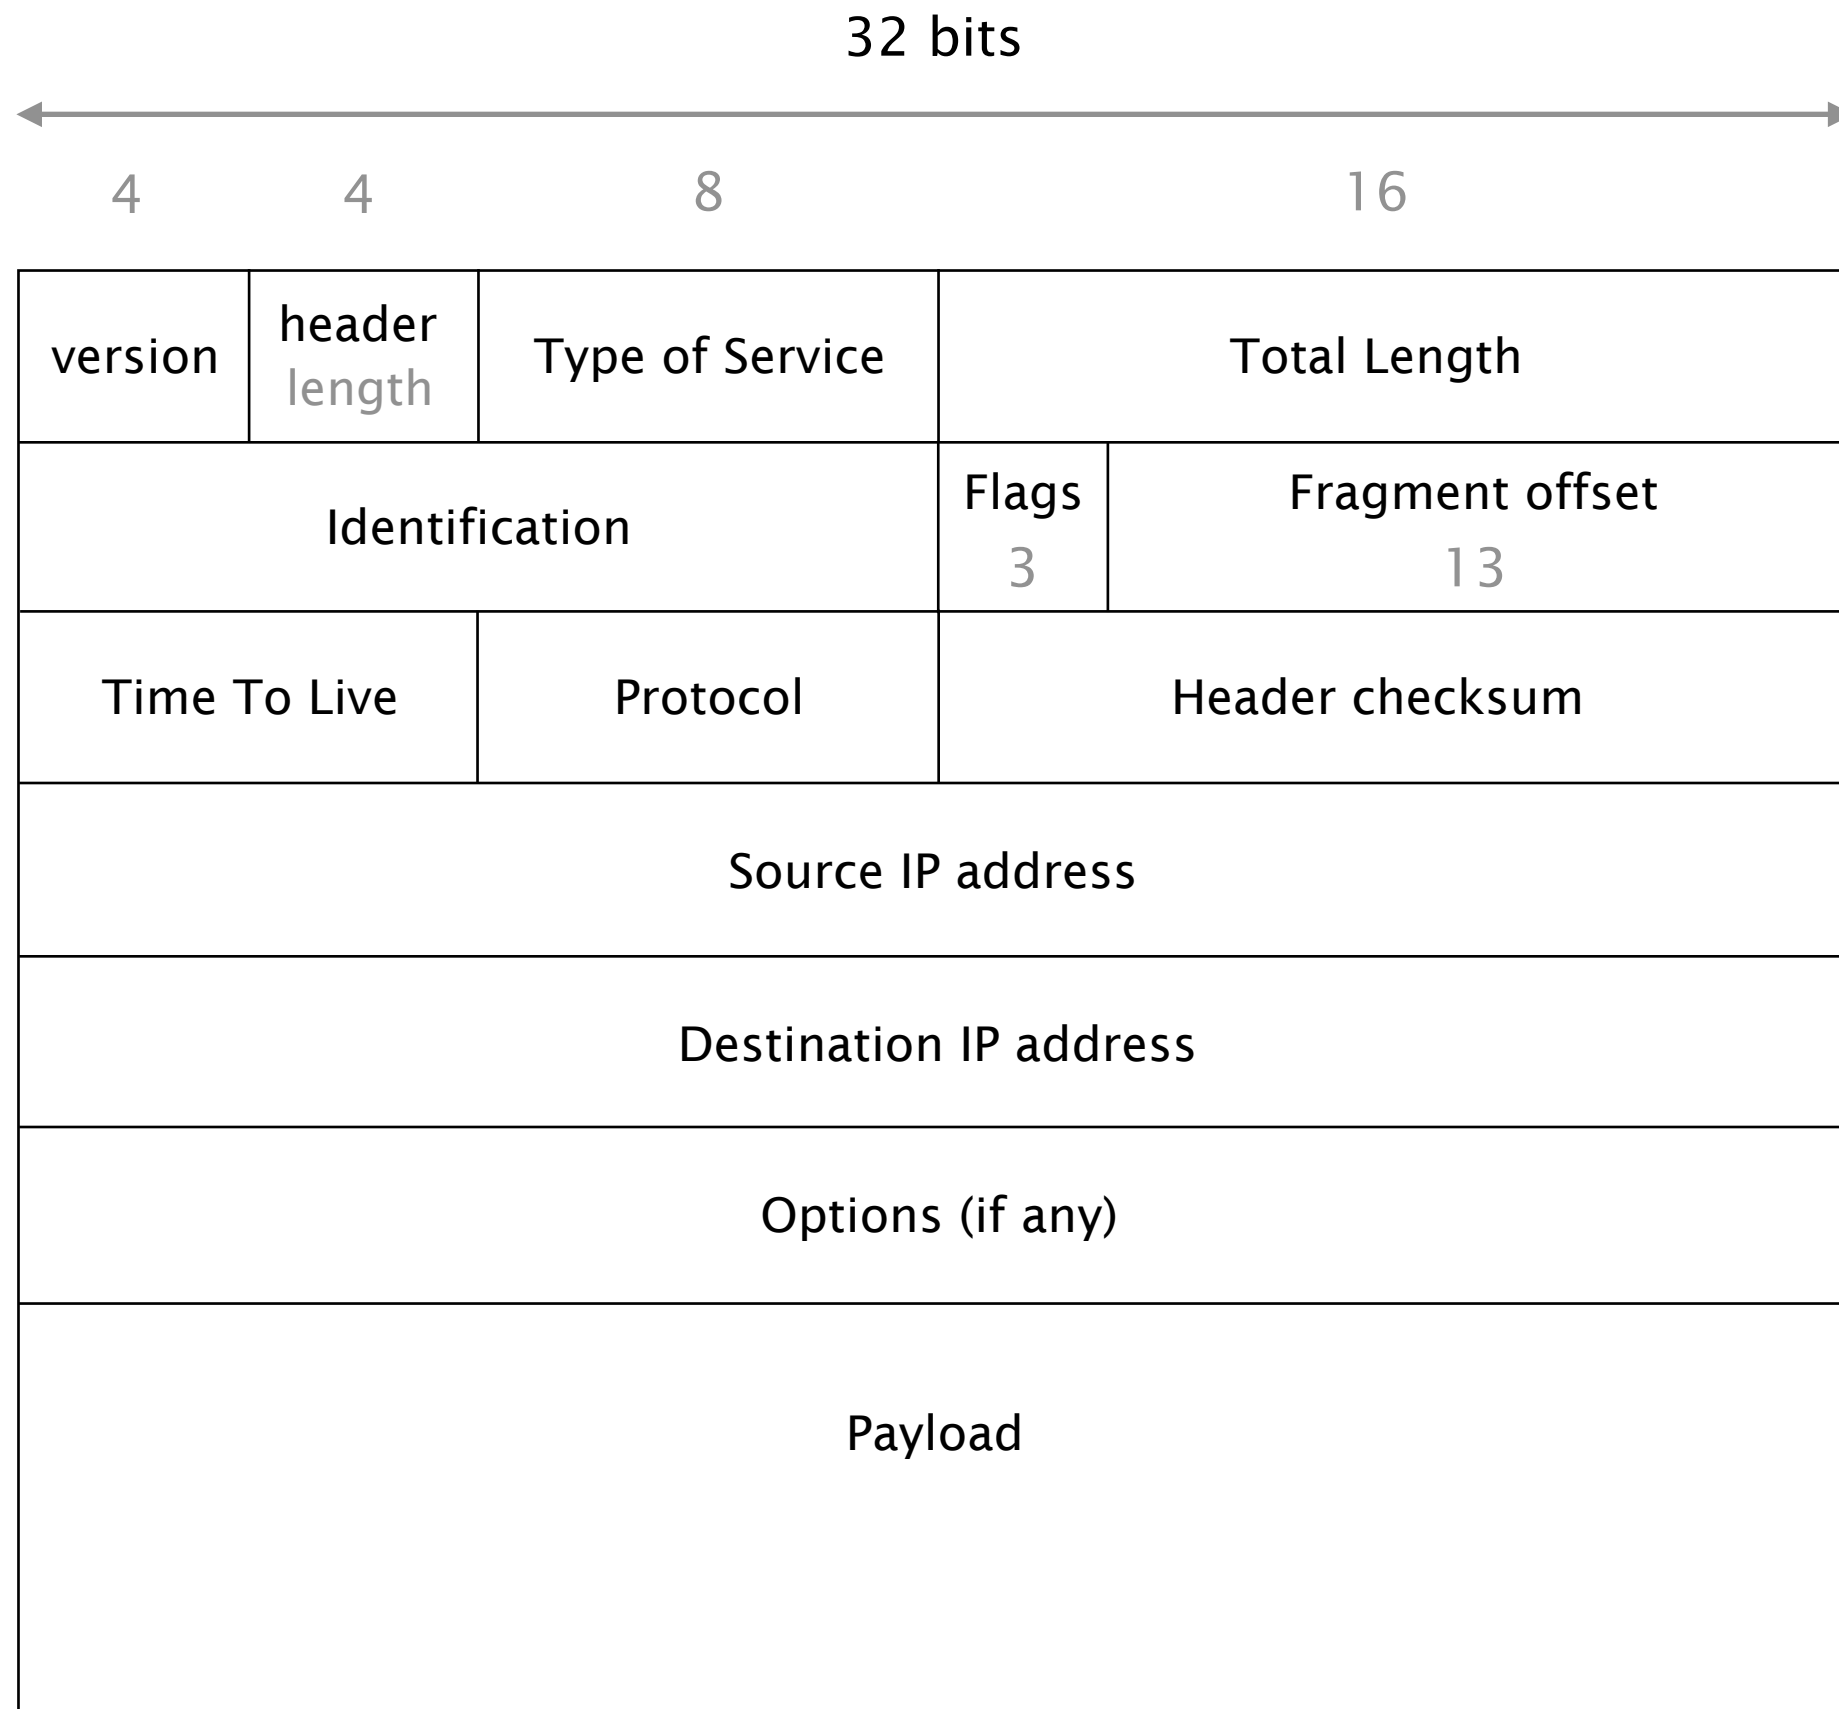 32 bits
4 4 8 16
version header length Type of Service Total Length
Identification Flags 3 Fragment offset 13
Time To Live Protocol Header checksum
Source IP address
Destination IP address
Options (if any)
Payload